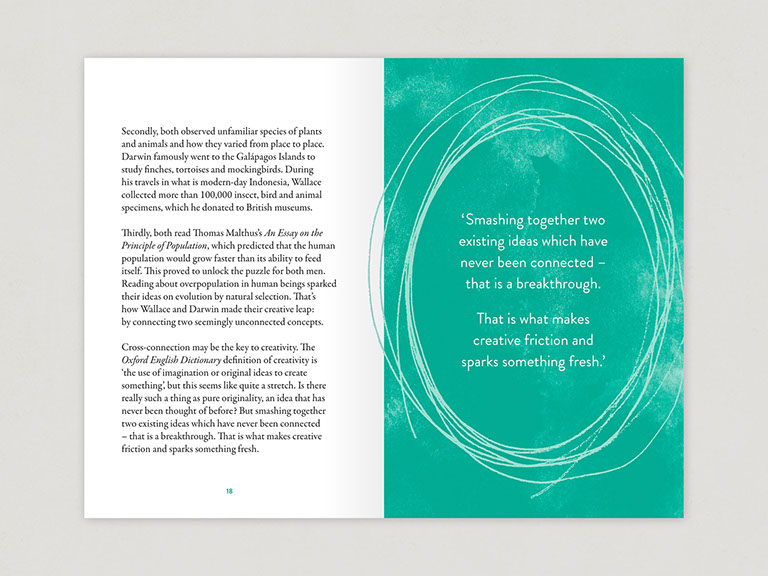 Secondly, both observed unfamiliar species of plants
and animals and how they varied from place to place.
Darwin famously went to the Galápagos Islands to
study finches, tortoises and mockingbirds. During
his travels in what is modern-day Indonesia, Wallace
collected more than 100,000 insect, bird and animal
specimens, which he donated to British museums.
Thirdly, both read Thomas Malthus’s An Essay on the
Principle of Population, which predicted that the human
population would grow faster than its ability to feed
itself. This proved to unlock the puzzle for both men.
Reading about overpopulation in human beings sparked
their ideas on evolution by natural selection. That’s
how Wallace and Darwin made their creative leap:
by connecting two seemingly unconnected concepts.
Cross-connection may be the key to creativity. The
Oxford English Dictionary definition of creativity is
‘the use of imagination or original ideas to create
something’, but this seems like quite a stretch. Is there
really such a thing as pure originality, an idea that has
never been thought of before? But smashing together
two existing ideas which have never been connected
– that is a breakthrough. That is what makes creative
friction and sparks something fresh.
18
‘Smashing together two
existing ideas which have
never been connected –
that is a breakthrough.
That is what makes
creative friction and
sparks something fresh.’